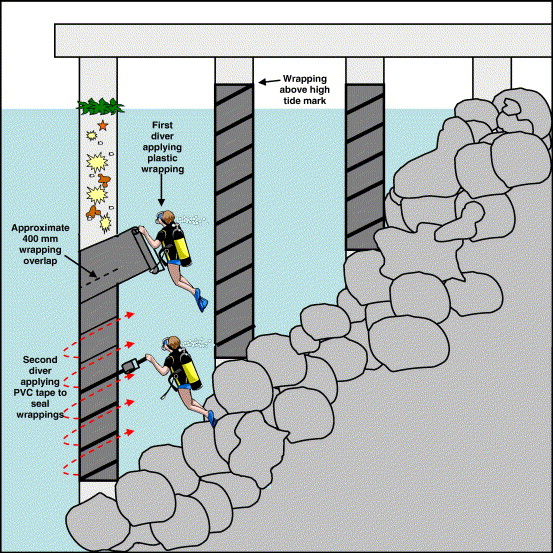 Wrapping
above high
tide mark
First
diver
applying
plastic
wrapping
Approximate
400 mm
wrapping
overlap
Second
diver
applying
PVC tape to
seal
wrappings